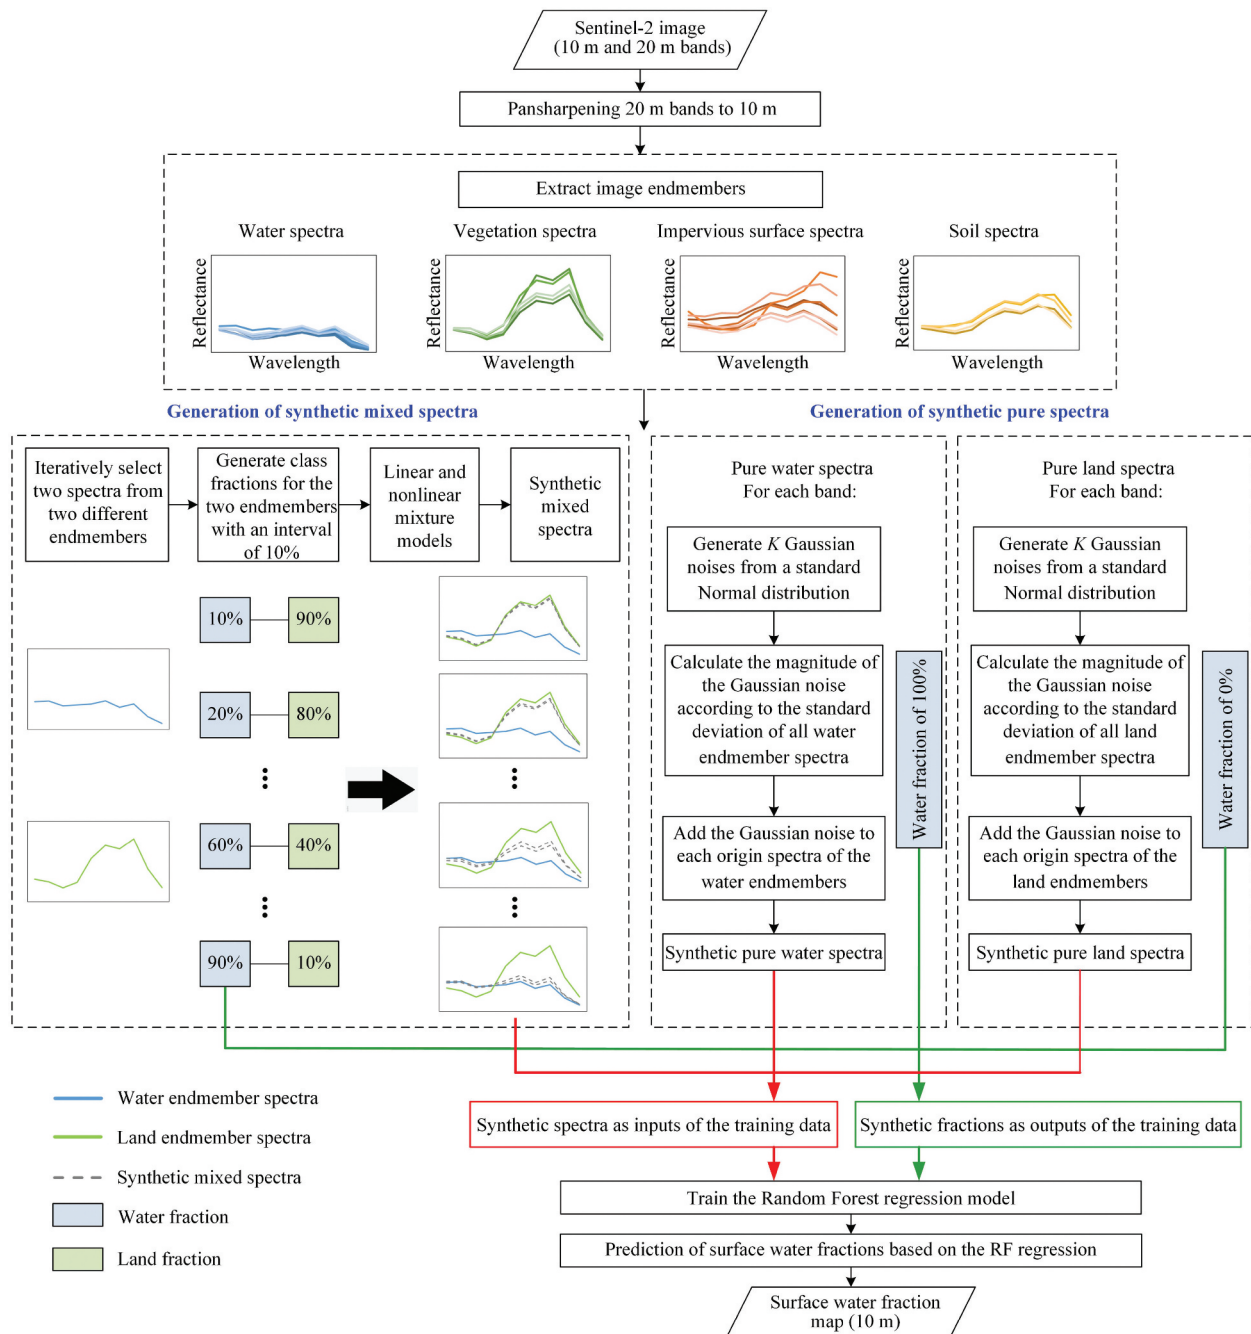 Sentinel-2 image
(10 m and 20 m bands)
Pansharpening 20 m bands to 10 m
Extract image endmembers
Water spectra
Vegetation spectra
Impervious surface spectra
Soil spectra
Reflectance
Wavelength
Reflectance
Wavelength
Reflectance
Wavelength
Reflectance
Wavelength
Generation of synthetic mixed spectra
Generation of synthetic pure spectra
Iteratively select
two spectra from
two different
endmembers
Generate class
fractions for the
two endmembers
with an interval
of 10%
Linear and
nonlinear
mixture
models
Synthetic
mixed
spectra
10%
90%
20%
80%
60%
40%
90%
10%
Pure water spectra
For each band:
Generate K Gaussian
noises from a standard
Normal distribution
Calculate the magnitude of
the Gaussian noise
according to the standard
deviation of all water
endmember spectra
Add the Gaussian noise to
each origin spectra of the
water endmembers
Synthetic pure water spectra
Water fraction of 100%
Pure land spectra
For each band:
Generate K Gaussian
noises from a standard
Normal distribution
Calculate the magnitude of
the Gaussian noise
according to the standard
deviation of all land
endmember spectra
Add the Gaussian noise to
each origin spectra of the
land endmembers
Synthetic pure land spectra
Water fraction of 0%
Water endmember spectra
Land endmember spectra
Synthetic mixed spectra
Water fraction
Land fraction
Synthetic spectra as inputs of the training data
Synthetic fractions as outputs of the training data
Train the Random Forest regression model
Prediction of surface water fractions based on the RF regression
Surface water fraction
map (10 m)